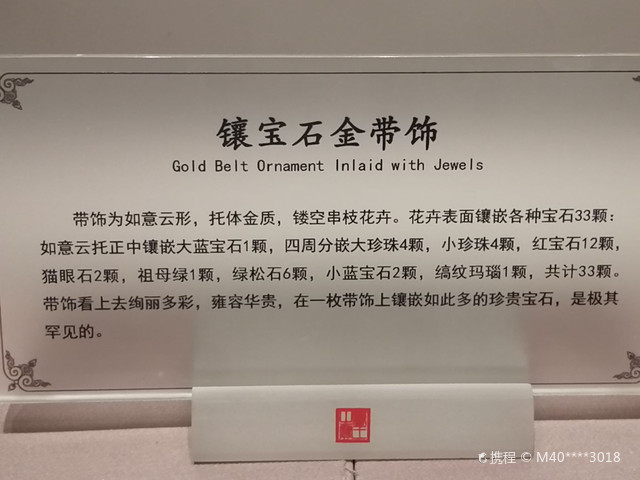 镶宝石金带饰
Gold Belt Ornament Inlaid with Jewels
带饰为如意云形，托体金质，镂空串枝花卉。花卉表面镶嵌各种宝石33颗：
如意云托正中镶嵌大蓝宝石1颗，四周分嵌大珍珠4颗，小珍珠4颗，红宝石12颗，
猫眼石2颗，祖母绿1颗，绿松石6颗，小蓝宝石2颗，缟纹玛瑙1颗，共计33颗。
带饰看上去绚丽多彩，雍容华贵，在一枚带饰上镶嵌如此多的珍贵宝石，是极其
罕见的。
携程 © M40****3018